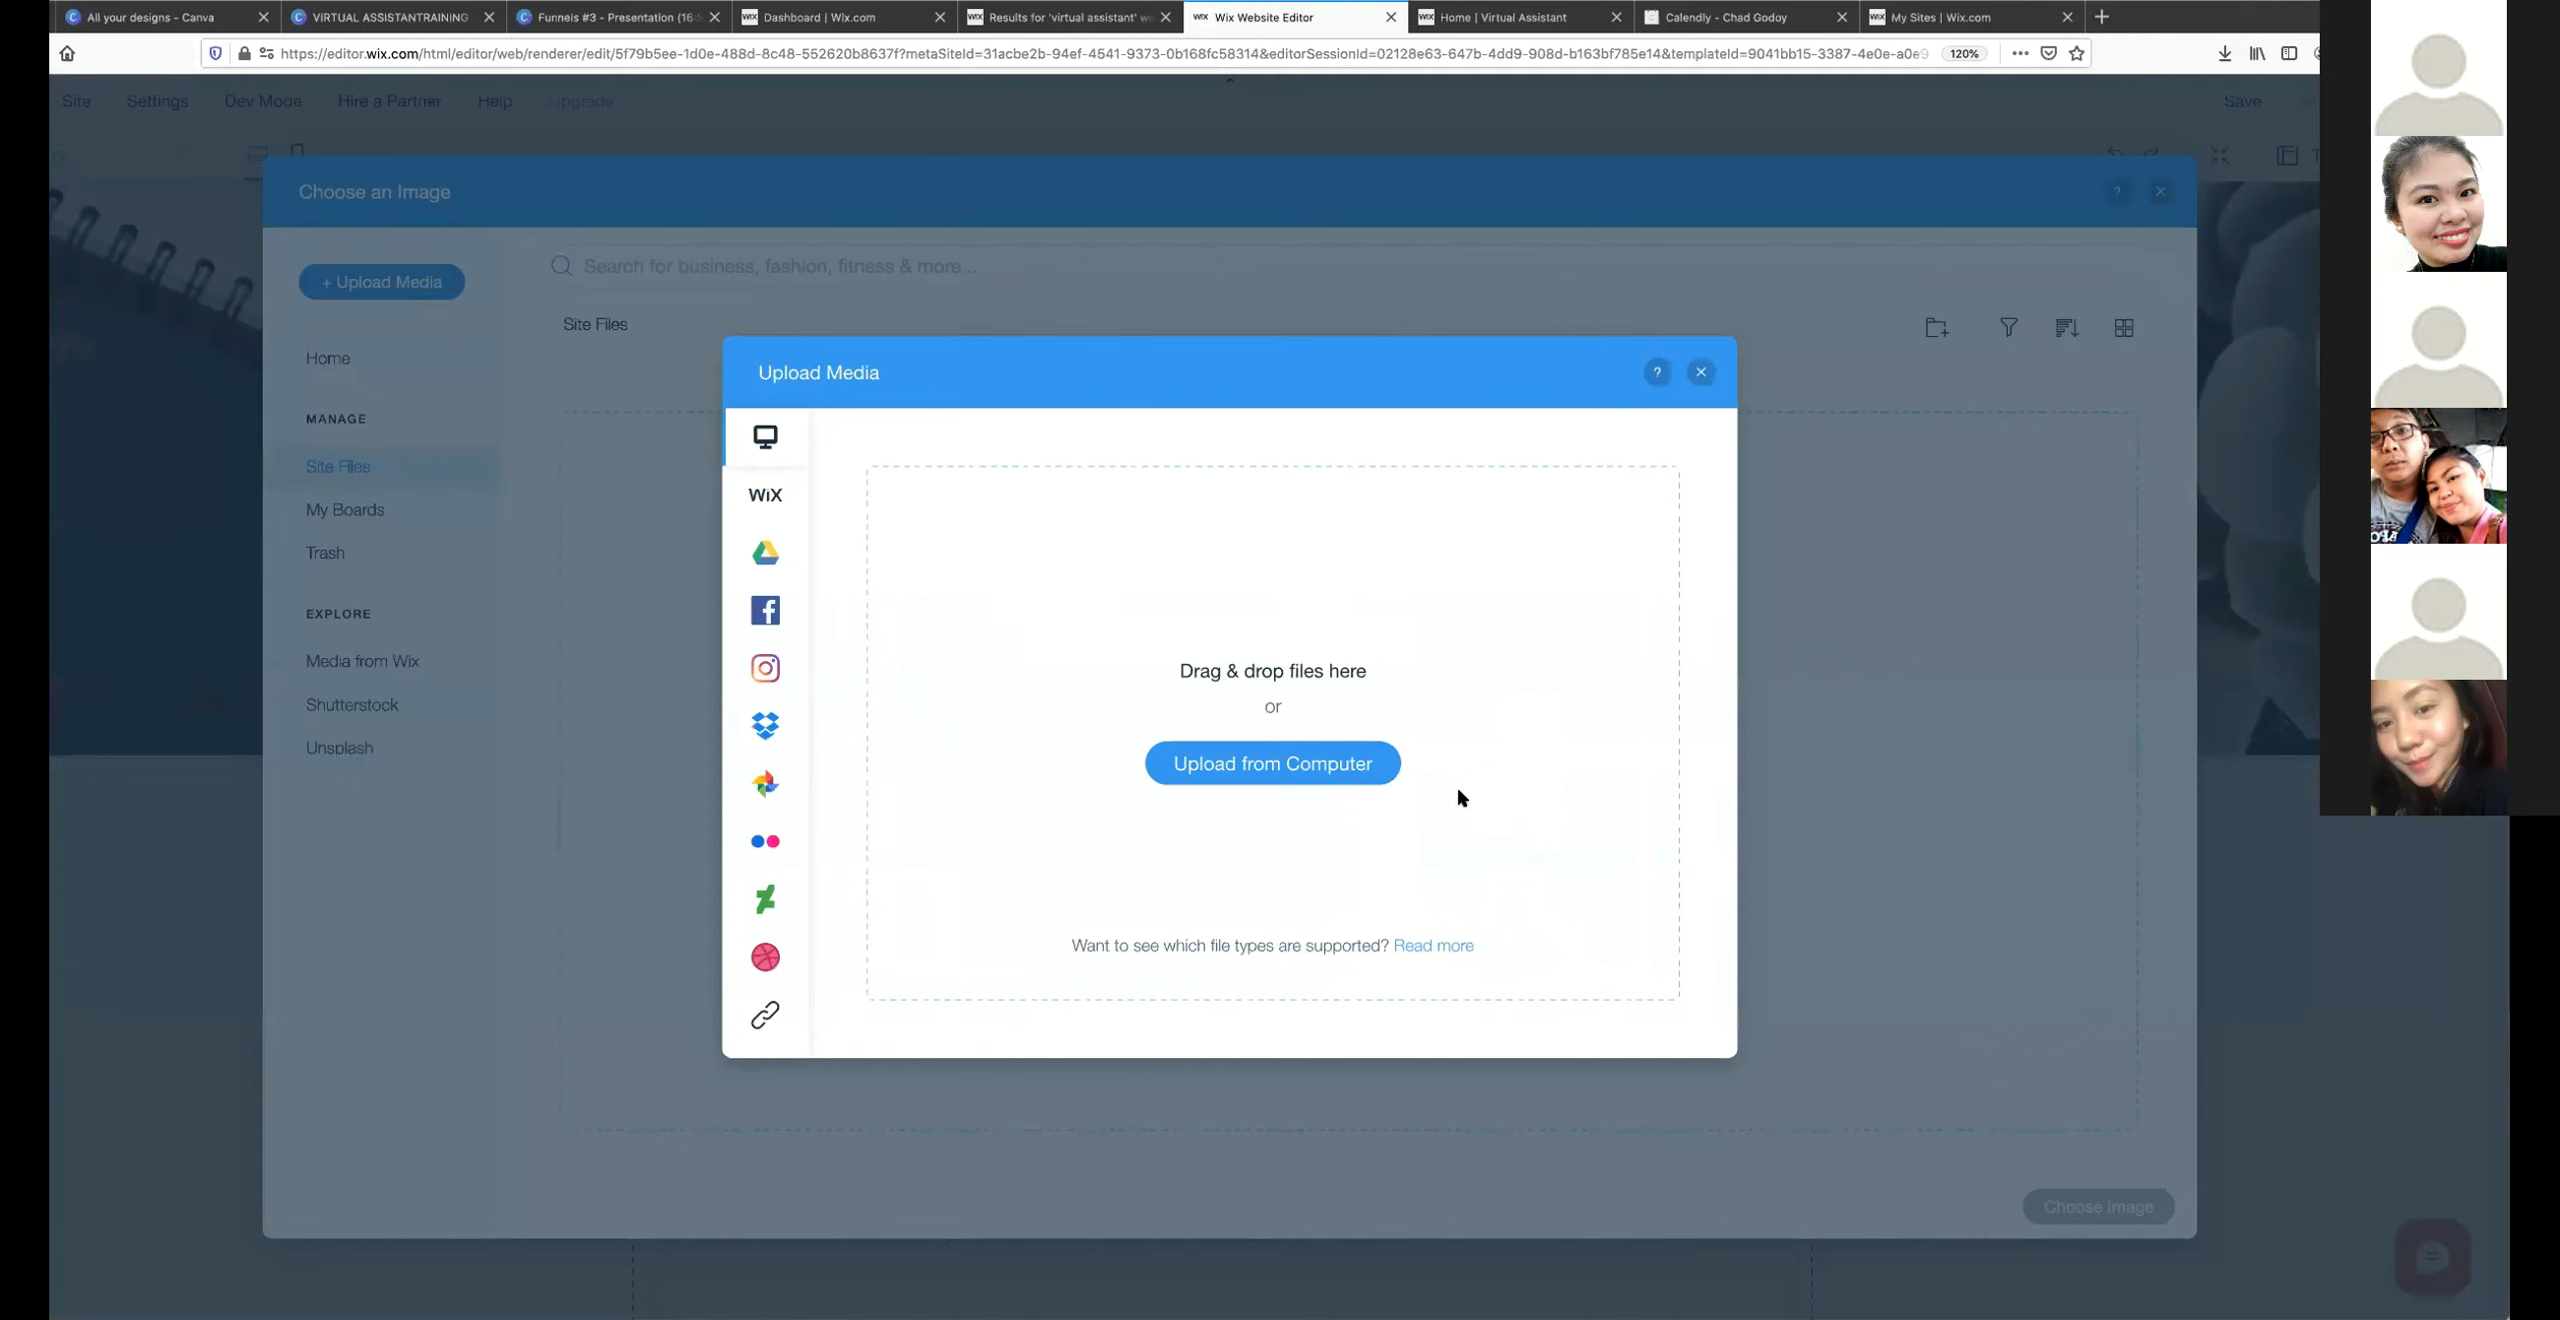 All your designs - Canva
VIRTUAL ASSISTANTRAINING
Funnels #3 - Presentation (16:
Dashboard | Wix.com
Results for 'virtual assistant' w
Wix Website Editor
Home | Virtual Assistant
Calendly - Chad Godoy
My Sites | Wix.com
https://editor.wix.com/html/editor/web/renderer/edit/5f79b5ee-1d0e-488d-8c48-552620b8637f?metaSiteId=31acbe2b-94ef-4541-9373-0b168fc58314&editorSessionId=02128e63-647b-4dd9-908d-b163bf785e14&templateId=9041bb15-3387-4e0e-a0e9
120%
Site Settings Dev Mode Hire a Partner Help Upgrade
Save
Choose an Image
?
+ Upload Media
Search for business, fashion, fitness & more...
Site Files
Home
MANAGE
Site Files
My Boards
Trash
EXPLORE
Media from Wix
Shutterstock
Unsplash
Upload Media
?
WiX
Drag & drop files here
or
Upload from Computer
Want to see which file types are supported? Read more
Choose Image